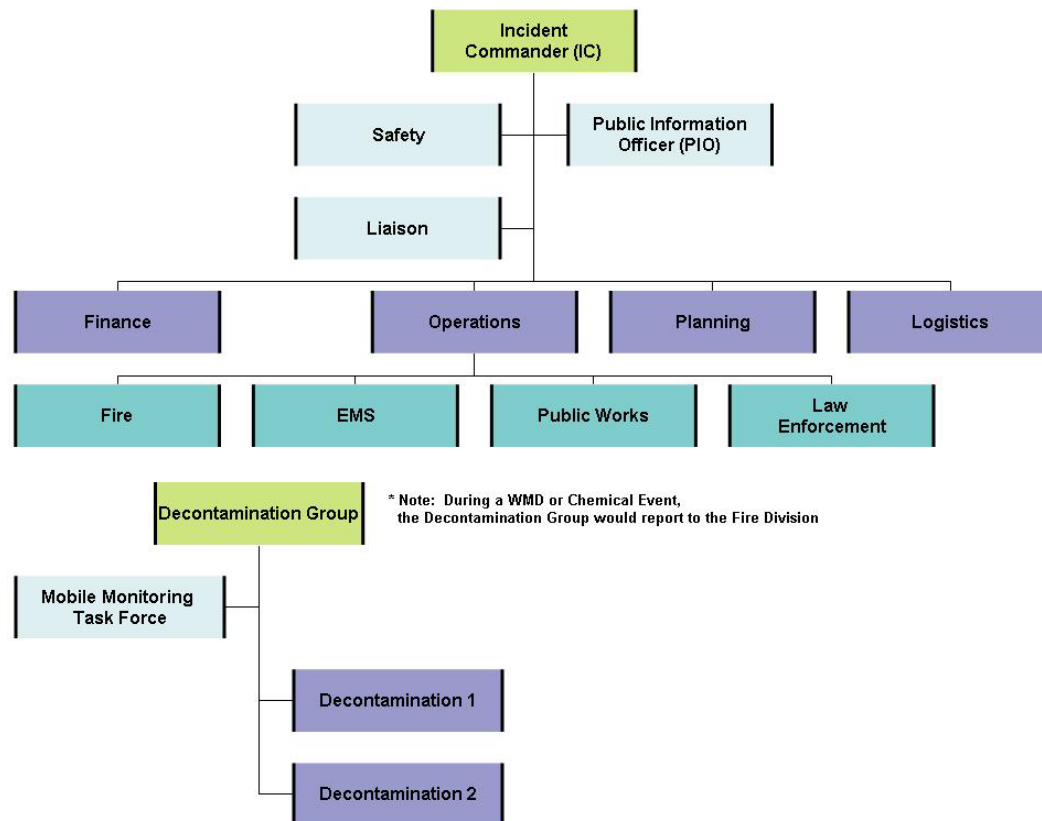 Incident
Commander (IC)
Safety
Public Information
Officer (PIO)
Liaison
Finance
Operations
Planning
Logistics
Fire
EMS
Public Works
Law
Enforcement
Decontamination Group
* Note: During a WMD or Chemical Event,
the Decontamination Group would report to the Fire Division
Mobile Monitoring
Task Force
Decontamination 1
Decontamination 2